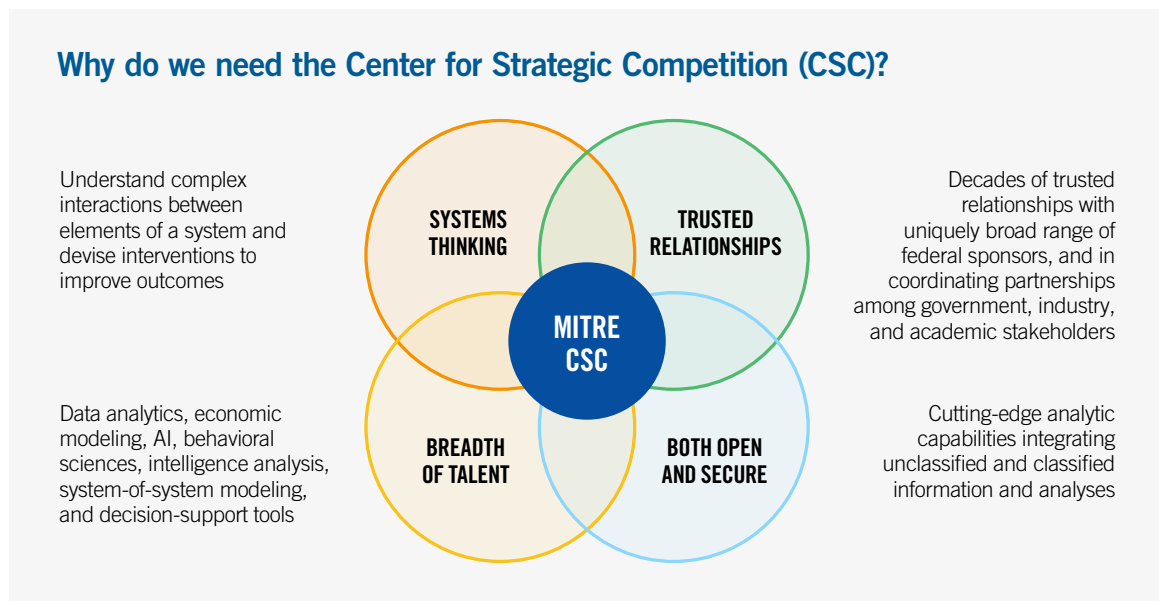 Why do we need the Center for Strategic Competition (CSC)?
Understand complex
interactions between
elements of a system and
devise interventions to
improve outcomes
SYSTEMS
THINKING
TRUSTED
RELATIONSHIPS
Decades of trusted
relationships with
uniquely broad range of
federal sponsors, and in
coordinating partnerships
among government, industry,
and academic stakeholders
MITRE
CSC
Data analytics, economic
modeling, AI, behavioral
sciences, intelligence analysis,
system-of-system modeling,
and decision-support tools
BREADTH
OF TALENT
BOTH OPEN
AND SECURE
Cutting-edge analytic
capabilities integrating
unclassified and classified
information and analyses